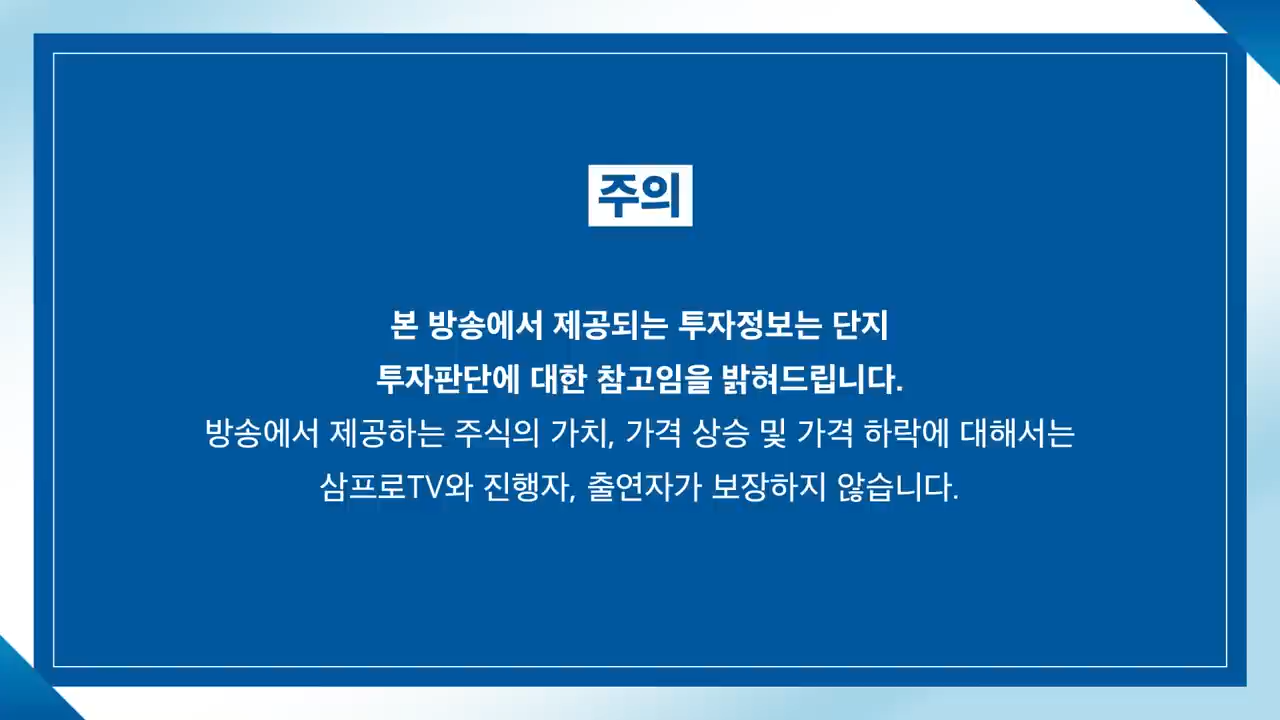 주의
본 방송에서 제공되는 투자정보는 단지
투자판단에 대한 참고임을 밝혀드립니다.
방송에서 제공하는 주식의 가치, 가격 상승 및 가격 하락에 대해서는
삼프로TV와 진행자, 출연자가 보장하지 않습니다.